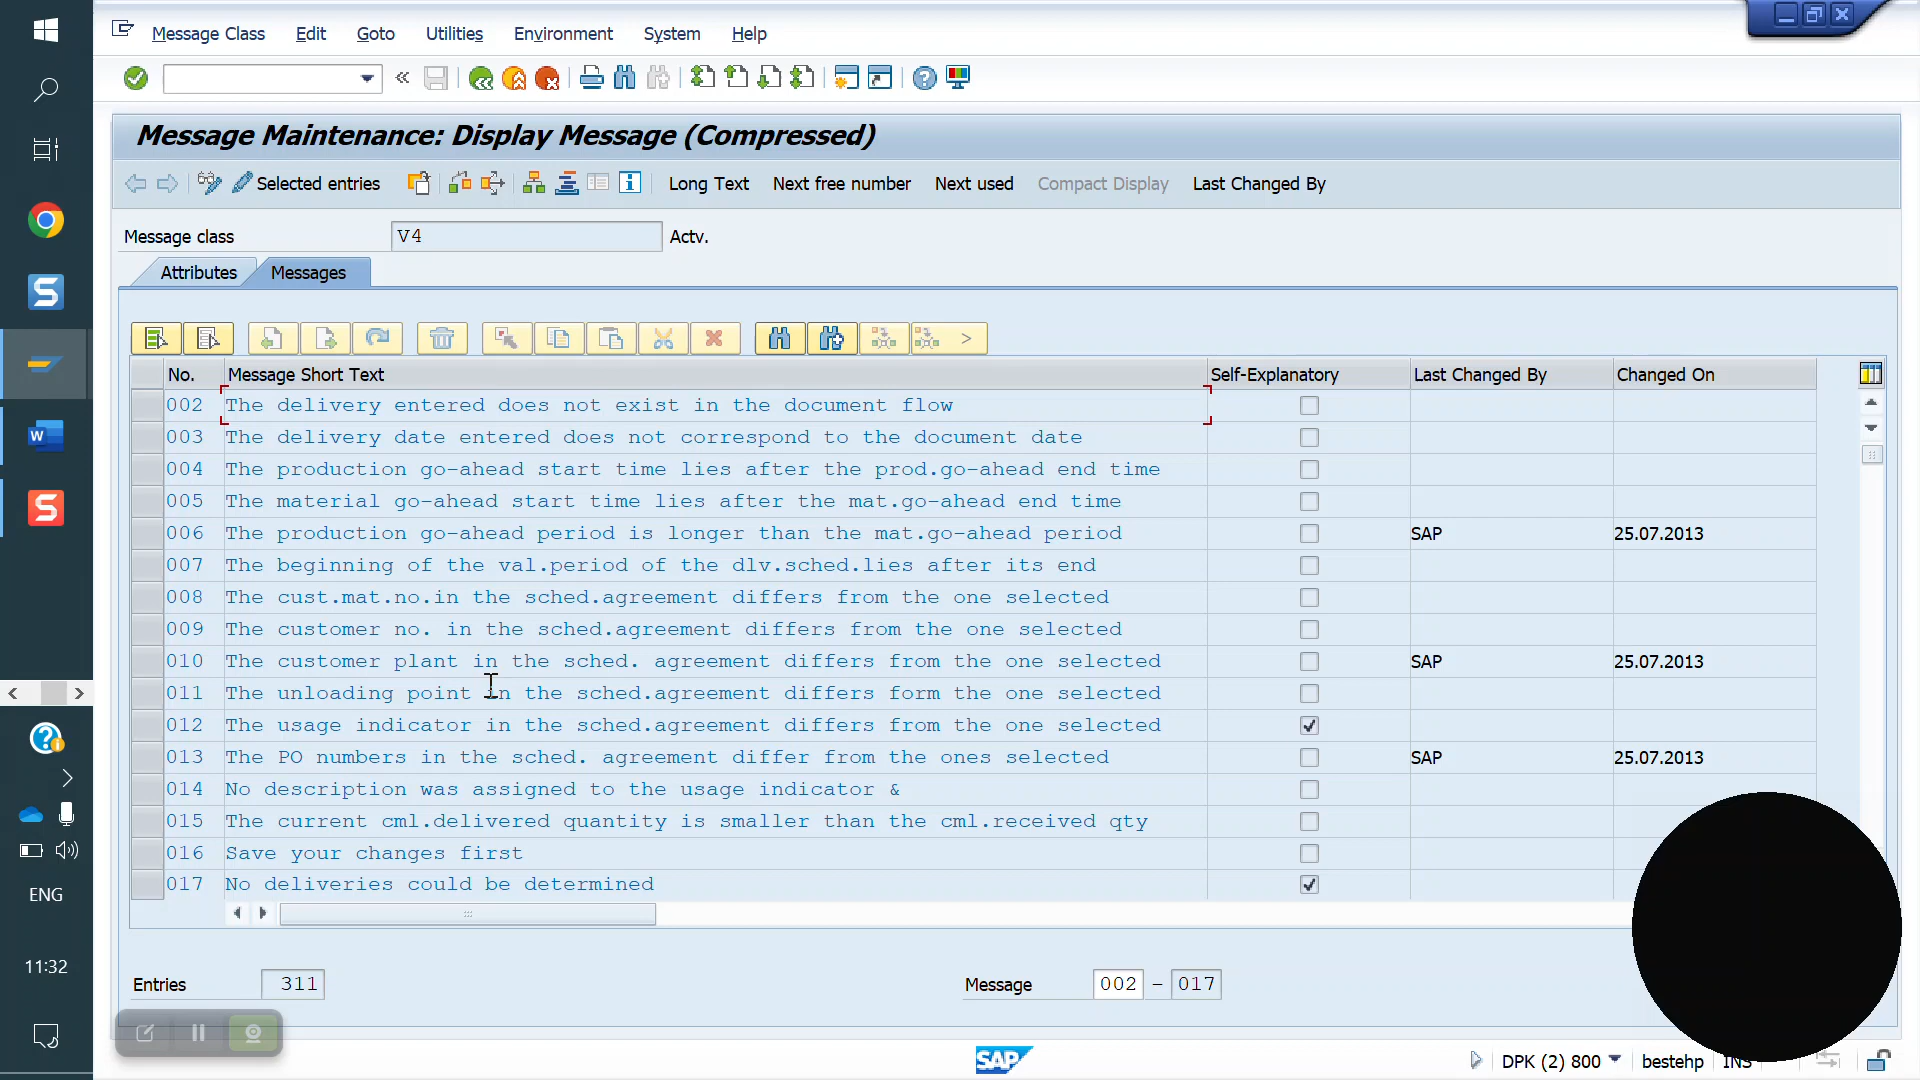 Message Class Edit Goto Utilities Environment System Help
Message Maintenance: Display Message (Compressed)
Selected entries Long Text Next free number Next used Compact Display Last Changed By
Message class V4 Actv.
Attributes Messages
No. Message Short Text Self-Explanatory Last Changed By Changed On
002 The delivery entered does not exist in the document flow
003 The delivery date entered does not correspond to the document date
004 The production go-ahead start time lies after the prod.go-ahead end time
005 The material go-ahead start time lies after the mat.go-ahead end time
006 The production go-ahead period is longer than the mat.go-ahead period SAP 25.07.2013
007 The beginning of the val.period of the dlv.sched.lies after its end
008 The cust.mat.no.in the sched.agreement differs from the one selected
009 The customer no. in the sched.agreement differs from the one selected
010 The customer plant in the sched. agreement differs from the one selected SAP 25.07.2013
011 The unloading point in the sched.agreement differs form the one selected
012 The usage indicator in the sched.agreement differs from the one selected
013 The PO numbers in the sched. agreement differ from the ones selected SAP 25.07.2013
014 No description was assigned to the usage indicator &
015 The current cml.delivered quantity is smaller than the cml.received qty
016 Save your changes first
017 No deliveries could be determined
Entries 311 Message 002 – 017
SAP DPK (2) 800 bestehp INS
ENG
11:32